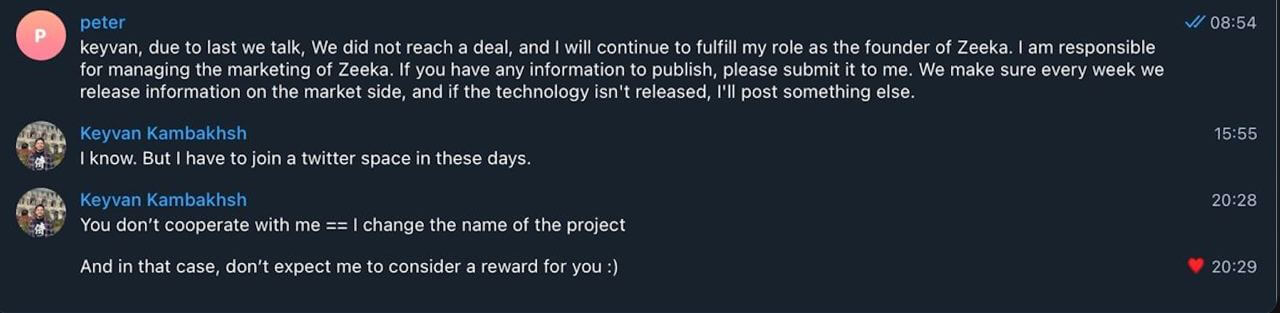 P
peter
08:54
keyvan, due to last we talk, We did not reach a deal, and I will continue to fulfill my role as the founder of Zeeka. I am responsible
for managing the marketing of Zeeka. If you have any information to publish, please submit it to me. We make sure every week we
release information on the market side, and if the technology isn't released, I'll post something else.
Keyvan Kambakhsh
15:55
I know. But I have to join a twitter space in these days.
Keyvan Kambakhsh
20:28
You don’t cooperate with me == I change the name of the project
And in that case, don’t expect me to consider a reward for you :)
20:29